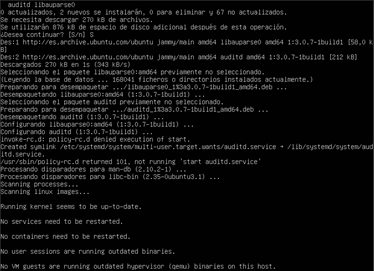 auditd libauparse0
0 actualizados, 2 nuevos se instalarán, 0 para eliminar y 67 no actualizados.
Se necesita descargar 270 kB de archivos.
Se utilizarán 876 kB de espacio de disco adicional después de esta operación.
¿Desea continuar? [S/n] S
Des:1 http://es.archive.ubuntu.com/ubuntu jammy/main amd64 libauparse0 amd64 1:3.0.7-1build1 [58,0 k
B]
Des:2 http://es.archive.ubuntu.com/ubuntu jammy/main amd64 auditd amd64 1:3.0.7-1build1 [212 kB]
Descargados 270 kB en 1s (343 kB/s)
Seleccionando el paquete libauparse0:amd64 previamente no seleccionado.
(Leyendo la base de datos ... 168041 ficheros o directorios instalados actualmente.)
Preparando para desempaquetar .../libauparse0_1%3a3.0.7-1build1_amd64.deb ...
Desempaquetando libauparse0:amd64 (1:3.0.7-1build1) ...
Seleccionando el paquete auditd previamente no seleccionado.
Preparando para desempaquetar .../auditd_1%3a3.0.7-1build1_amd64.deb ...
Desempaquetando auditd (1:3.0.7-1build1) ...
Configurando libauparse0:amd64 (1:3.0.7-1build1) ...
Configurando auditd (1:3.0.7-1build1) ...
invoke-rc.d: policy-rc.d denied execution of start.
Created symlink /etc/systemd/system/multi-user.target.wants/auditd.service → /lib/systemd/system/aud
itd.service.
/usr/sbin/policy-rc.d returned 101, not running 'start auditd.service'
Procesando disparadores para man-db (2.10.2-1) ...
Procesando disparadores para libc-bin (2.35-0ubuntu3.1) ...
Scanning processes...
Scanning linux images...
Running kernel seems to be up-to-date.
No services need to be restarted.
No containers need to be restarted.
No user sessions are running outdated binaries.
No VM guests are running outdated hypervisor (qemu) binaries on this host.